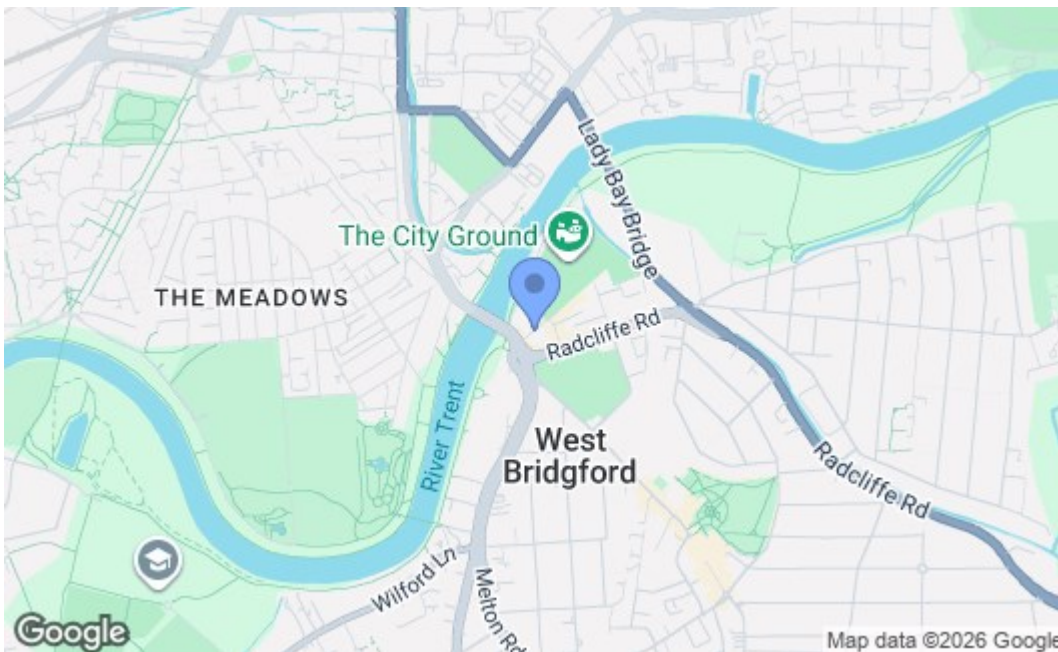 Lady Bay Bridge
The City Ground
THE MEADOWS
Radcliffe Rd
River Trent
West
Bridgford
Radcliffe Rd
Wilford Ln
Melton Rd
Google
Map data ©2026 Google